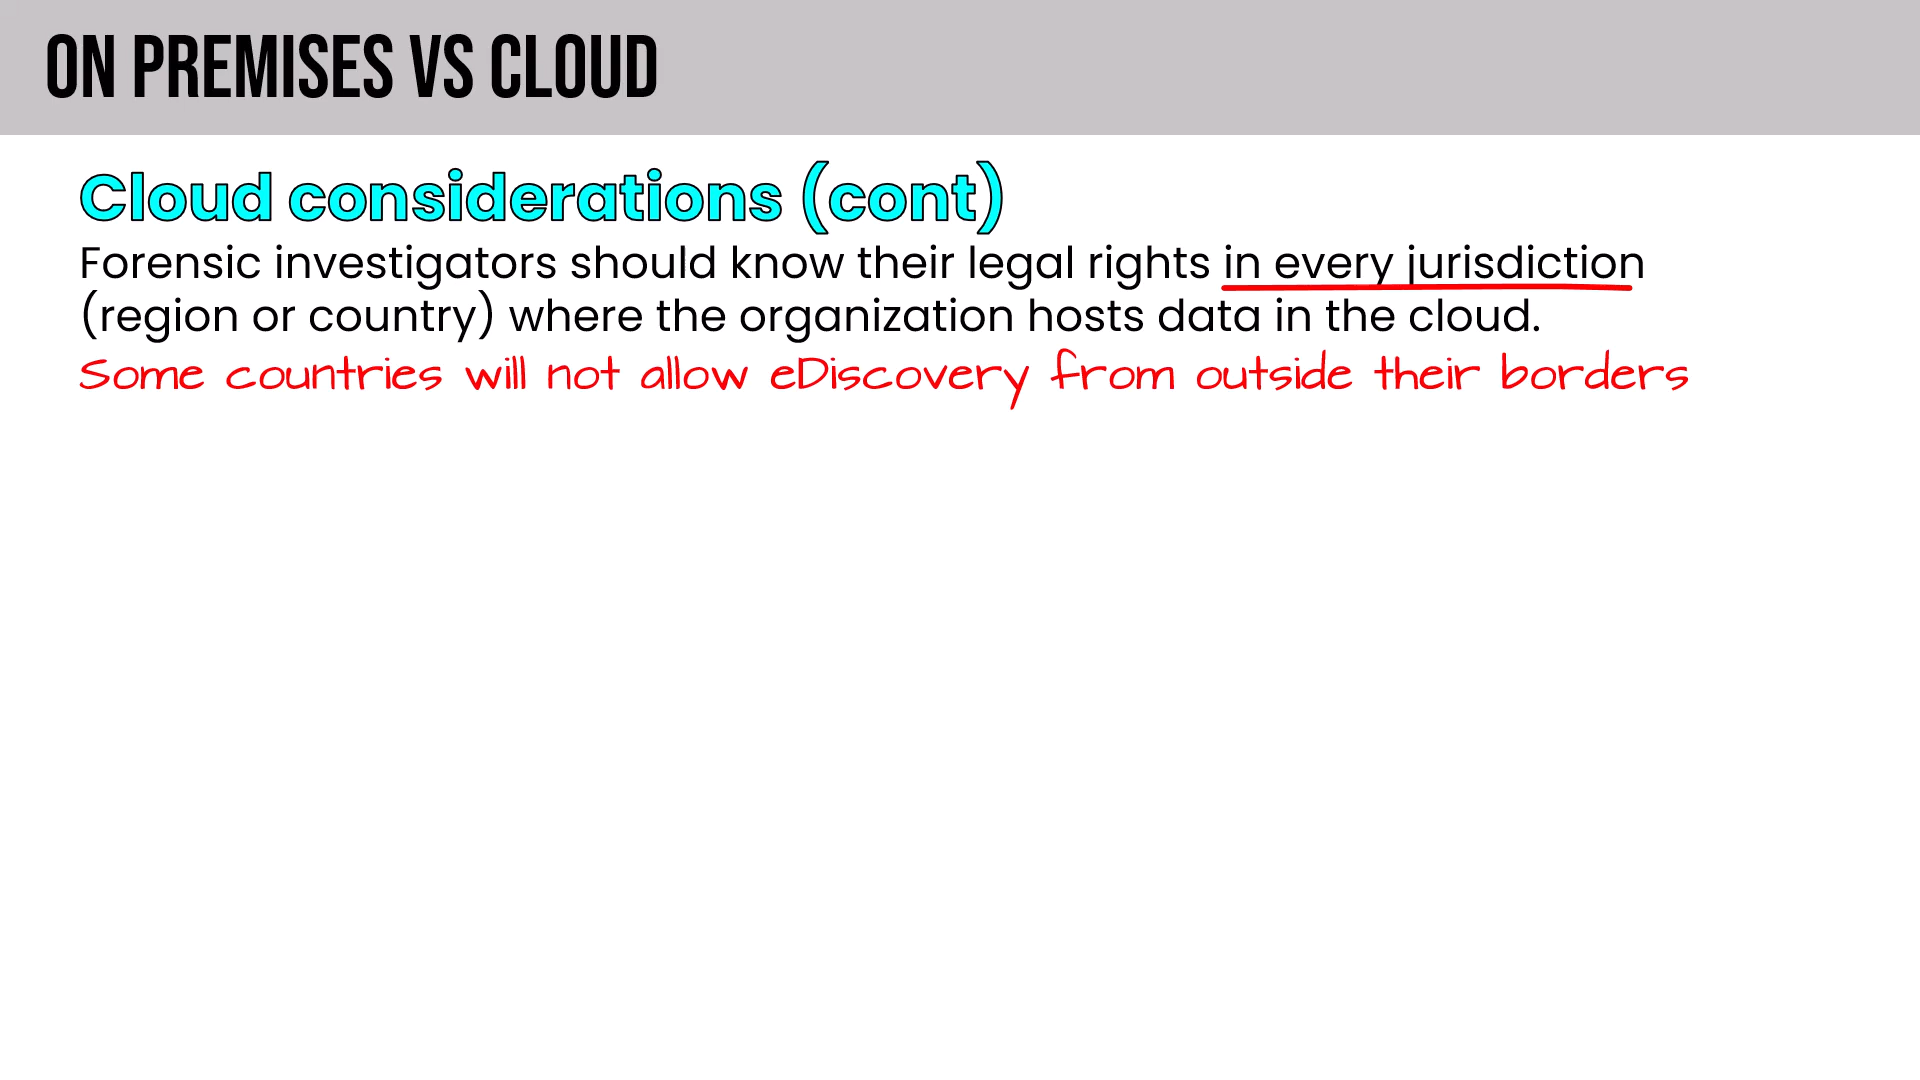 ON PREMISES VS CLOUD
Cloud considerations (cont)
Forensic investigators should know their legal rights in every jurisdiction
(region or country) where the organization hosts data in the cloud.
Some countries will not allow eDiscovery from outside their borders